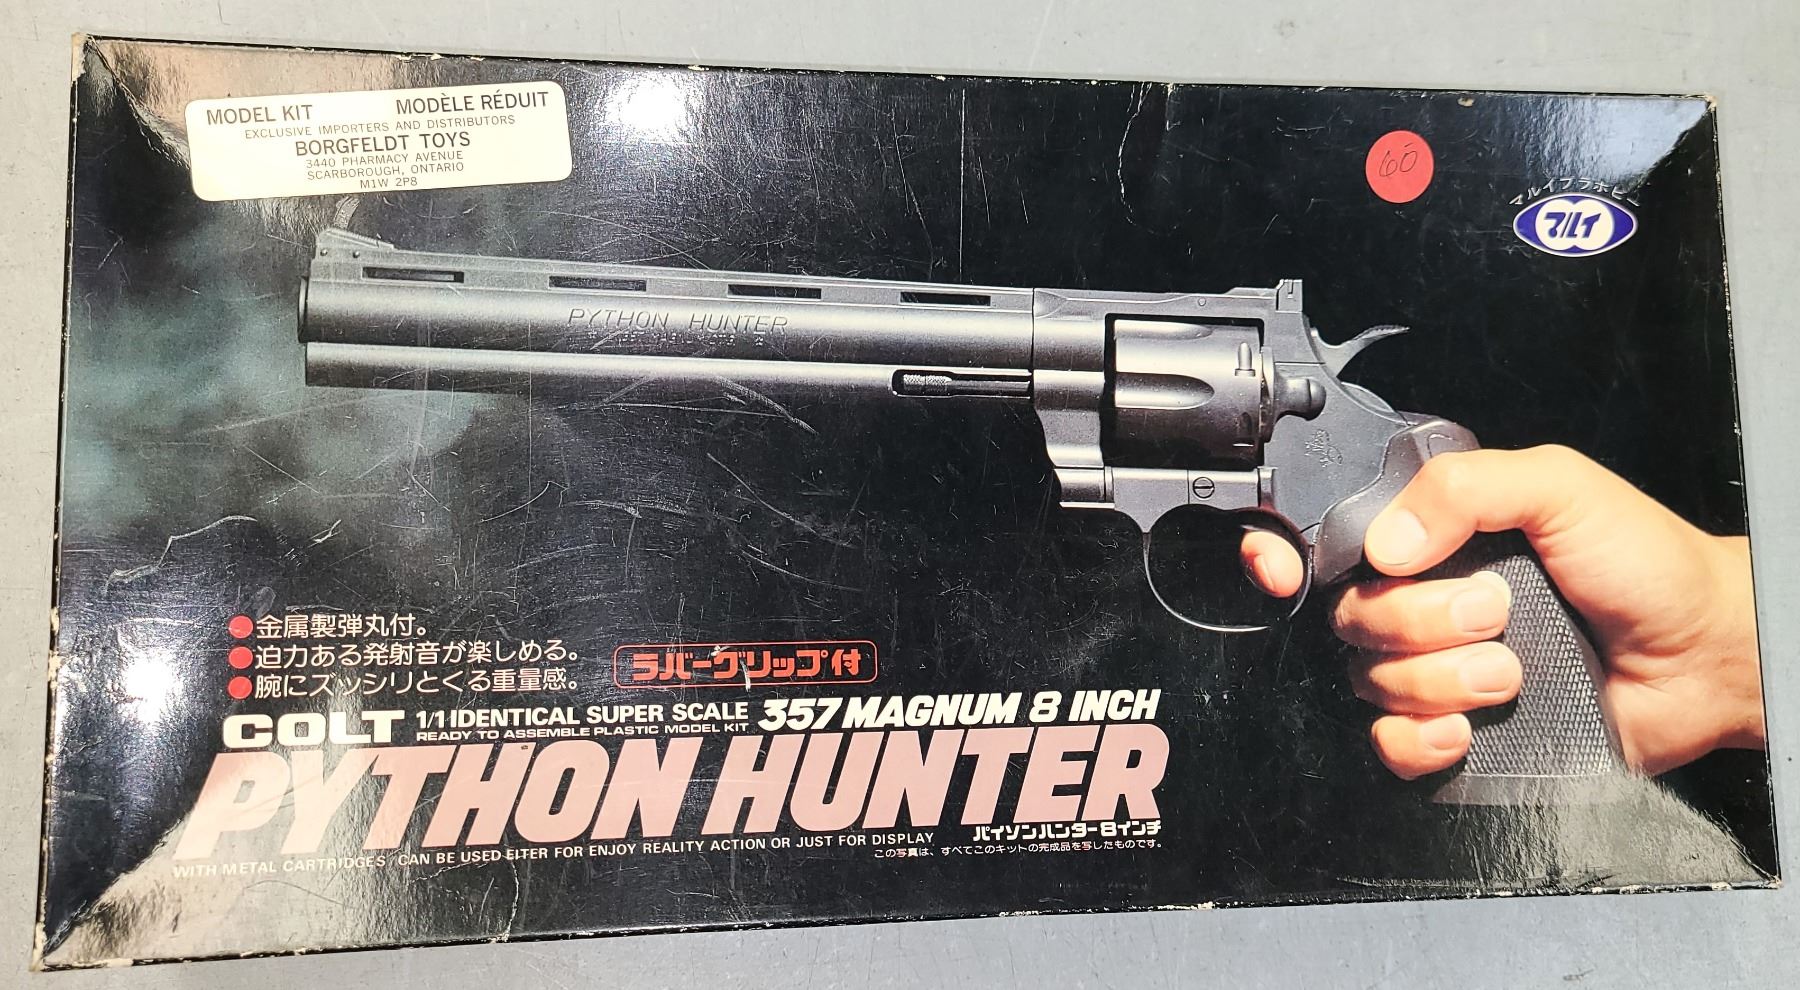 MODEL KIT MODÈLE RÉDUIT
EXCLUSIVE IMPORTERS AND DISTRIBUTORS
BORGFELDT TOYS
3440 PHARMACY AVENUE
SCARBOROUGH, ONTARIO
M1W 2P8
60
マルイプラホビー
マルイ
PYTHON HUNTER
●金属製弾丸付。
●迫力ある発射音が楽しめる。
●腕にズッシリとくる重量感。
ラバーグリップ付
COLT 1/1 IDENTICAL SUPER SCALE 357 MAGNUM 8 INCH
READY TO ASSEMBLE PLASTIC MODEL KIT
PYTHON HUNTER
パイソンハンター8インチ
WITH METAL CARTRIDGES CAN BE USED EITER FOR ENJOY REALITY ACTION OR JUST FOR DISPLAY
この写真は、すべてこのキットの完成品を写したものです。